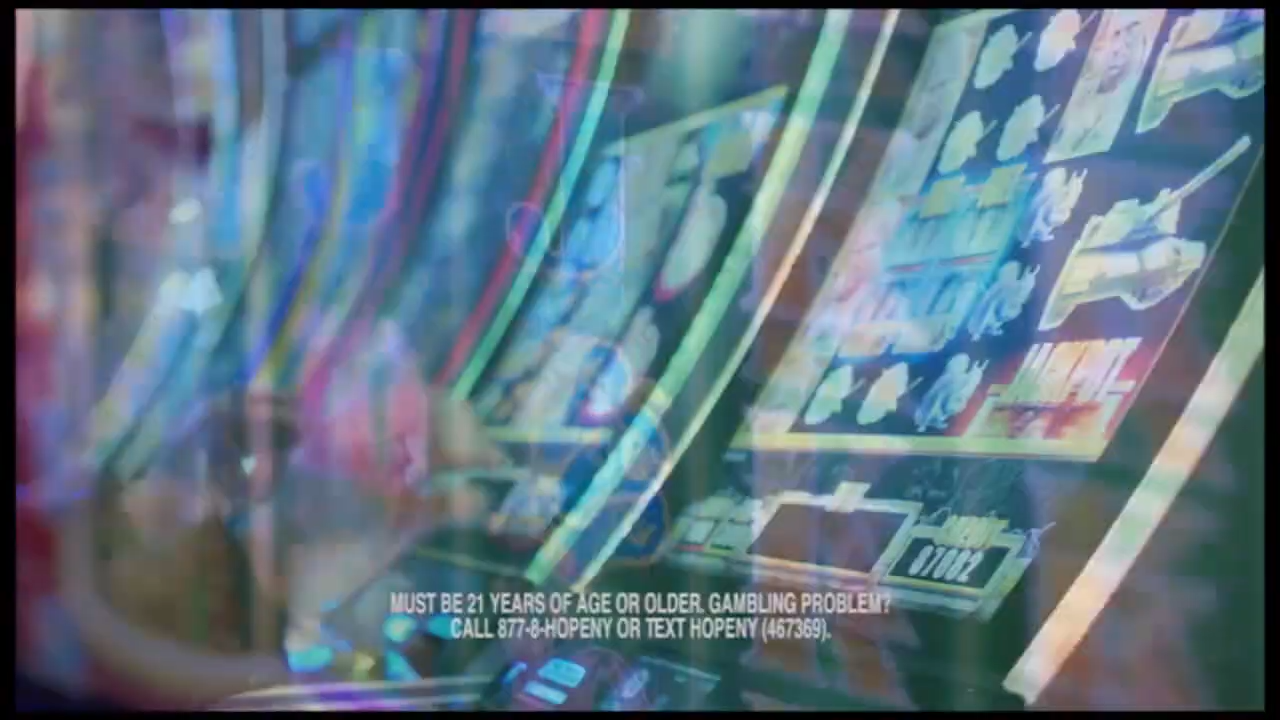 MUST BE 21 YEARS OF AGE OR OLDER. GAMBLING PROBLEM?
CALL 877-8-HOPENY OR TEXT HOPENY (467369).